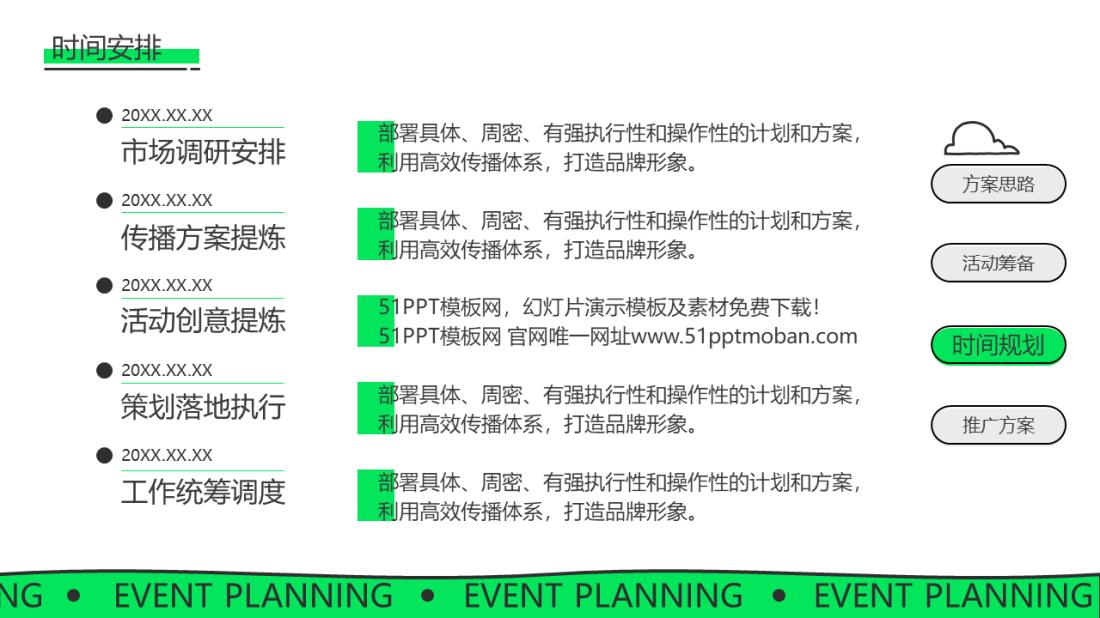 时间安排
20XX.XX.XX
市场调研安排
部署具体、周密、有强执行性和操作性的计划和方案，
利用高效传播体系，打造品牌形象。
20XX.XX.XX
传播方案提炼
部署具体、周密、有强执行性和操作性的计划和方案，
利用高效传播体系，打造品牌形象。
20XX.XX.XX
活动创意提炼
51PPT模板网，幻灯片演示模板及素材免费下载！
51PPT模板网 官网唯一网址www.51pptmoban.com
20XX.XX.XX
策划落地执行
部署具体、周密、有强执行性和操作性的计划和方案，
利用高效传播体系，打造品牌形象。
20XX.XX.XX
工作统筹调度
部署具体、周密、有强执行性和操作性的计划和方案，
利用高效传播体系，打造品牌形象。
方案思路
活动筹备
时间规划
推广方案
NG ● EVENT PLANNING ● EVENT PLANNING ● EVENT PLANNING